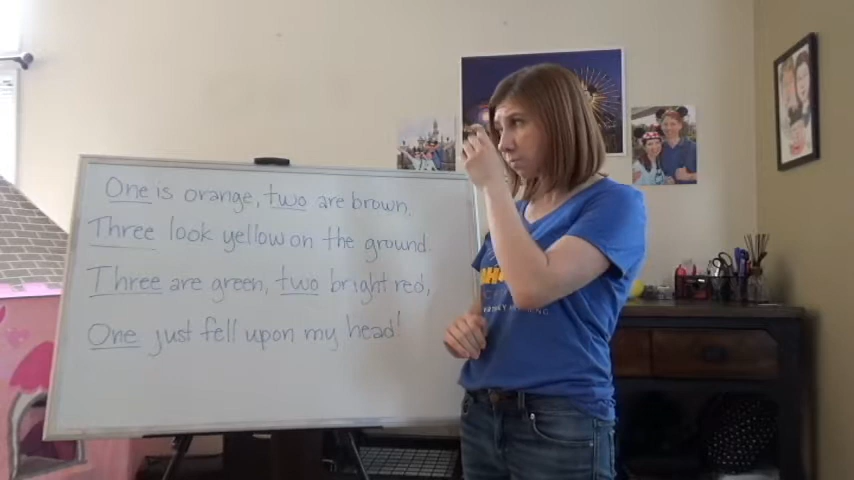 One is orange, two are brown,
Three look yellow on the ground.
Three are green, two bright red,
One just fell upon my head!